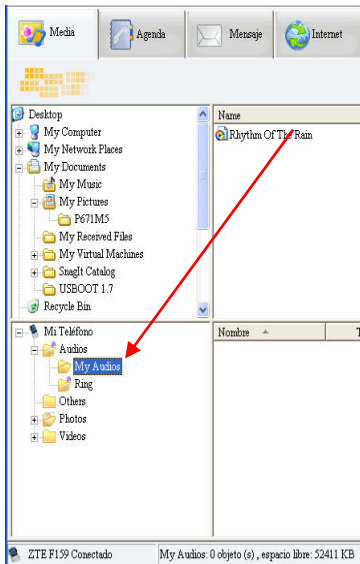 Media Agenda Mensaje Internet
Desktop
My Computer
My Network Places
My Documents
My Music
My Pictures
P671M5
My Received Files
My Virtual Machines
SnagIt Catalog
USBOOT 1.7
Recycle Bin
Name
Rhythm Of The Rain
Mi Teléfono
Audios
My Audios
Ring
Others
Photos
Videos
Nombre T
ZTE F159 Conectado My Audios: 0 objeto (s) , espacio libre: 52411 KB